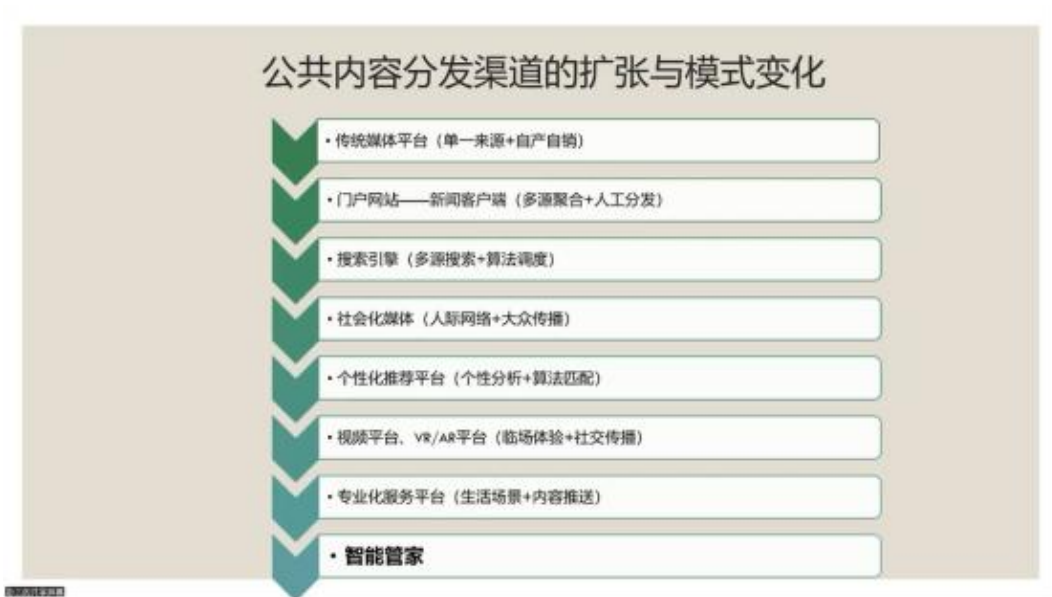 公共内容分发渠道的扩张与模式变化
• 传统媒体平台（单一来源+自产自销）
• 门户网站——新闻客户端（多源聚合+人工分发）
• 搜索引擎（多源搜索+算法调度）
• 社会化媒体（人际网络+大众传播）
• 个性化推荐平台（个性分析+算法匹配）
• 视频平台、VR/AR平台（临场体验+社交传播）
• 专业化服务平台（生活场景+内容推送）
• 智能管家